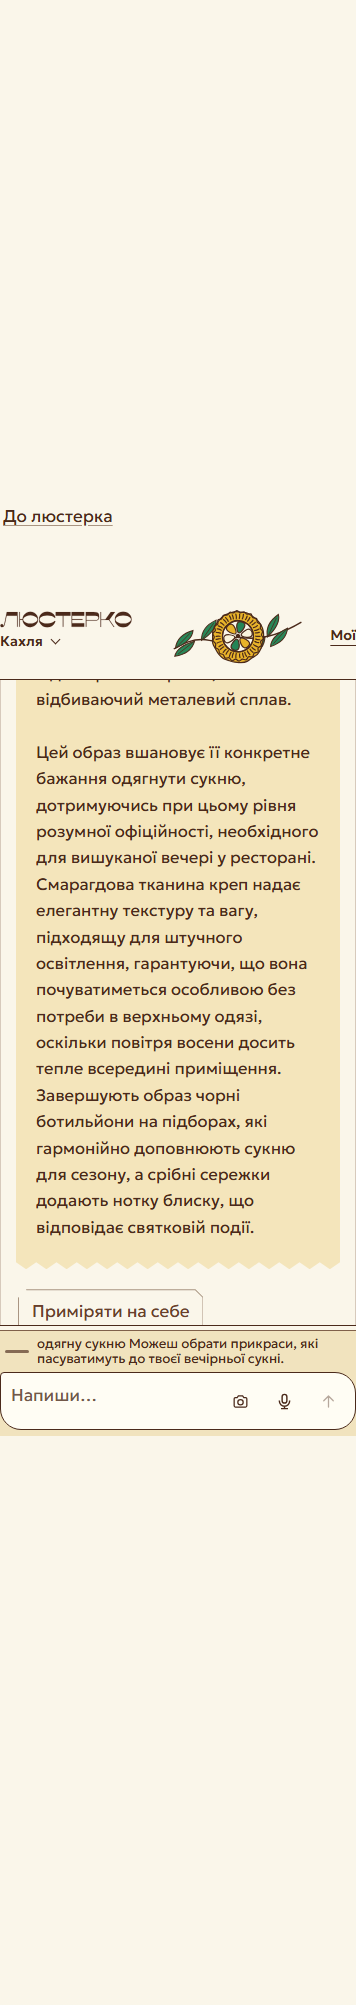 До люстерка
ЛЮСТЕРКО
Кахля
Мої
відбиваючий металевий сплав.
Цей образ вшановує її конкретне
бажання одягнути сукню,
дотримуючись при цьому рівня
розумної офіційності, необхідного
для вишуканої вечері у ресторані.
Смарагдова тканина креп надає
елегантну текстуру та вагу,
підходящу для штучного
освітлення, гарантуючи, що вона
почуватиметься особливою без
потреби в верхньому одязі,
оскільки повітря восени досить
тепле всередині приміщення.
Завершують образ чорні
ботильйони на підборах, які
гармонійно доповнюють сукню
для сезону, а срібні сережки
додають нотку блиску, що
відповідає святковій події.
Приміряти на себе
одягну сукню Можеш обрати прикраси, які
пасуватимуть до твоєї вечірньої сукні.
Напиши...